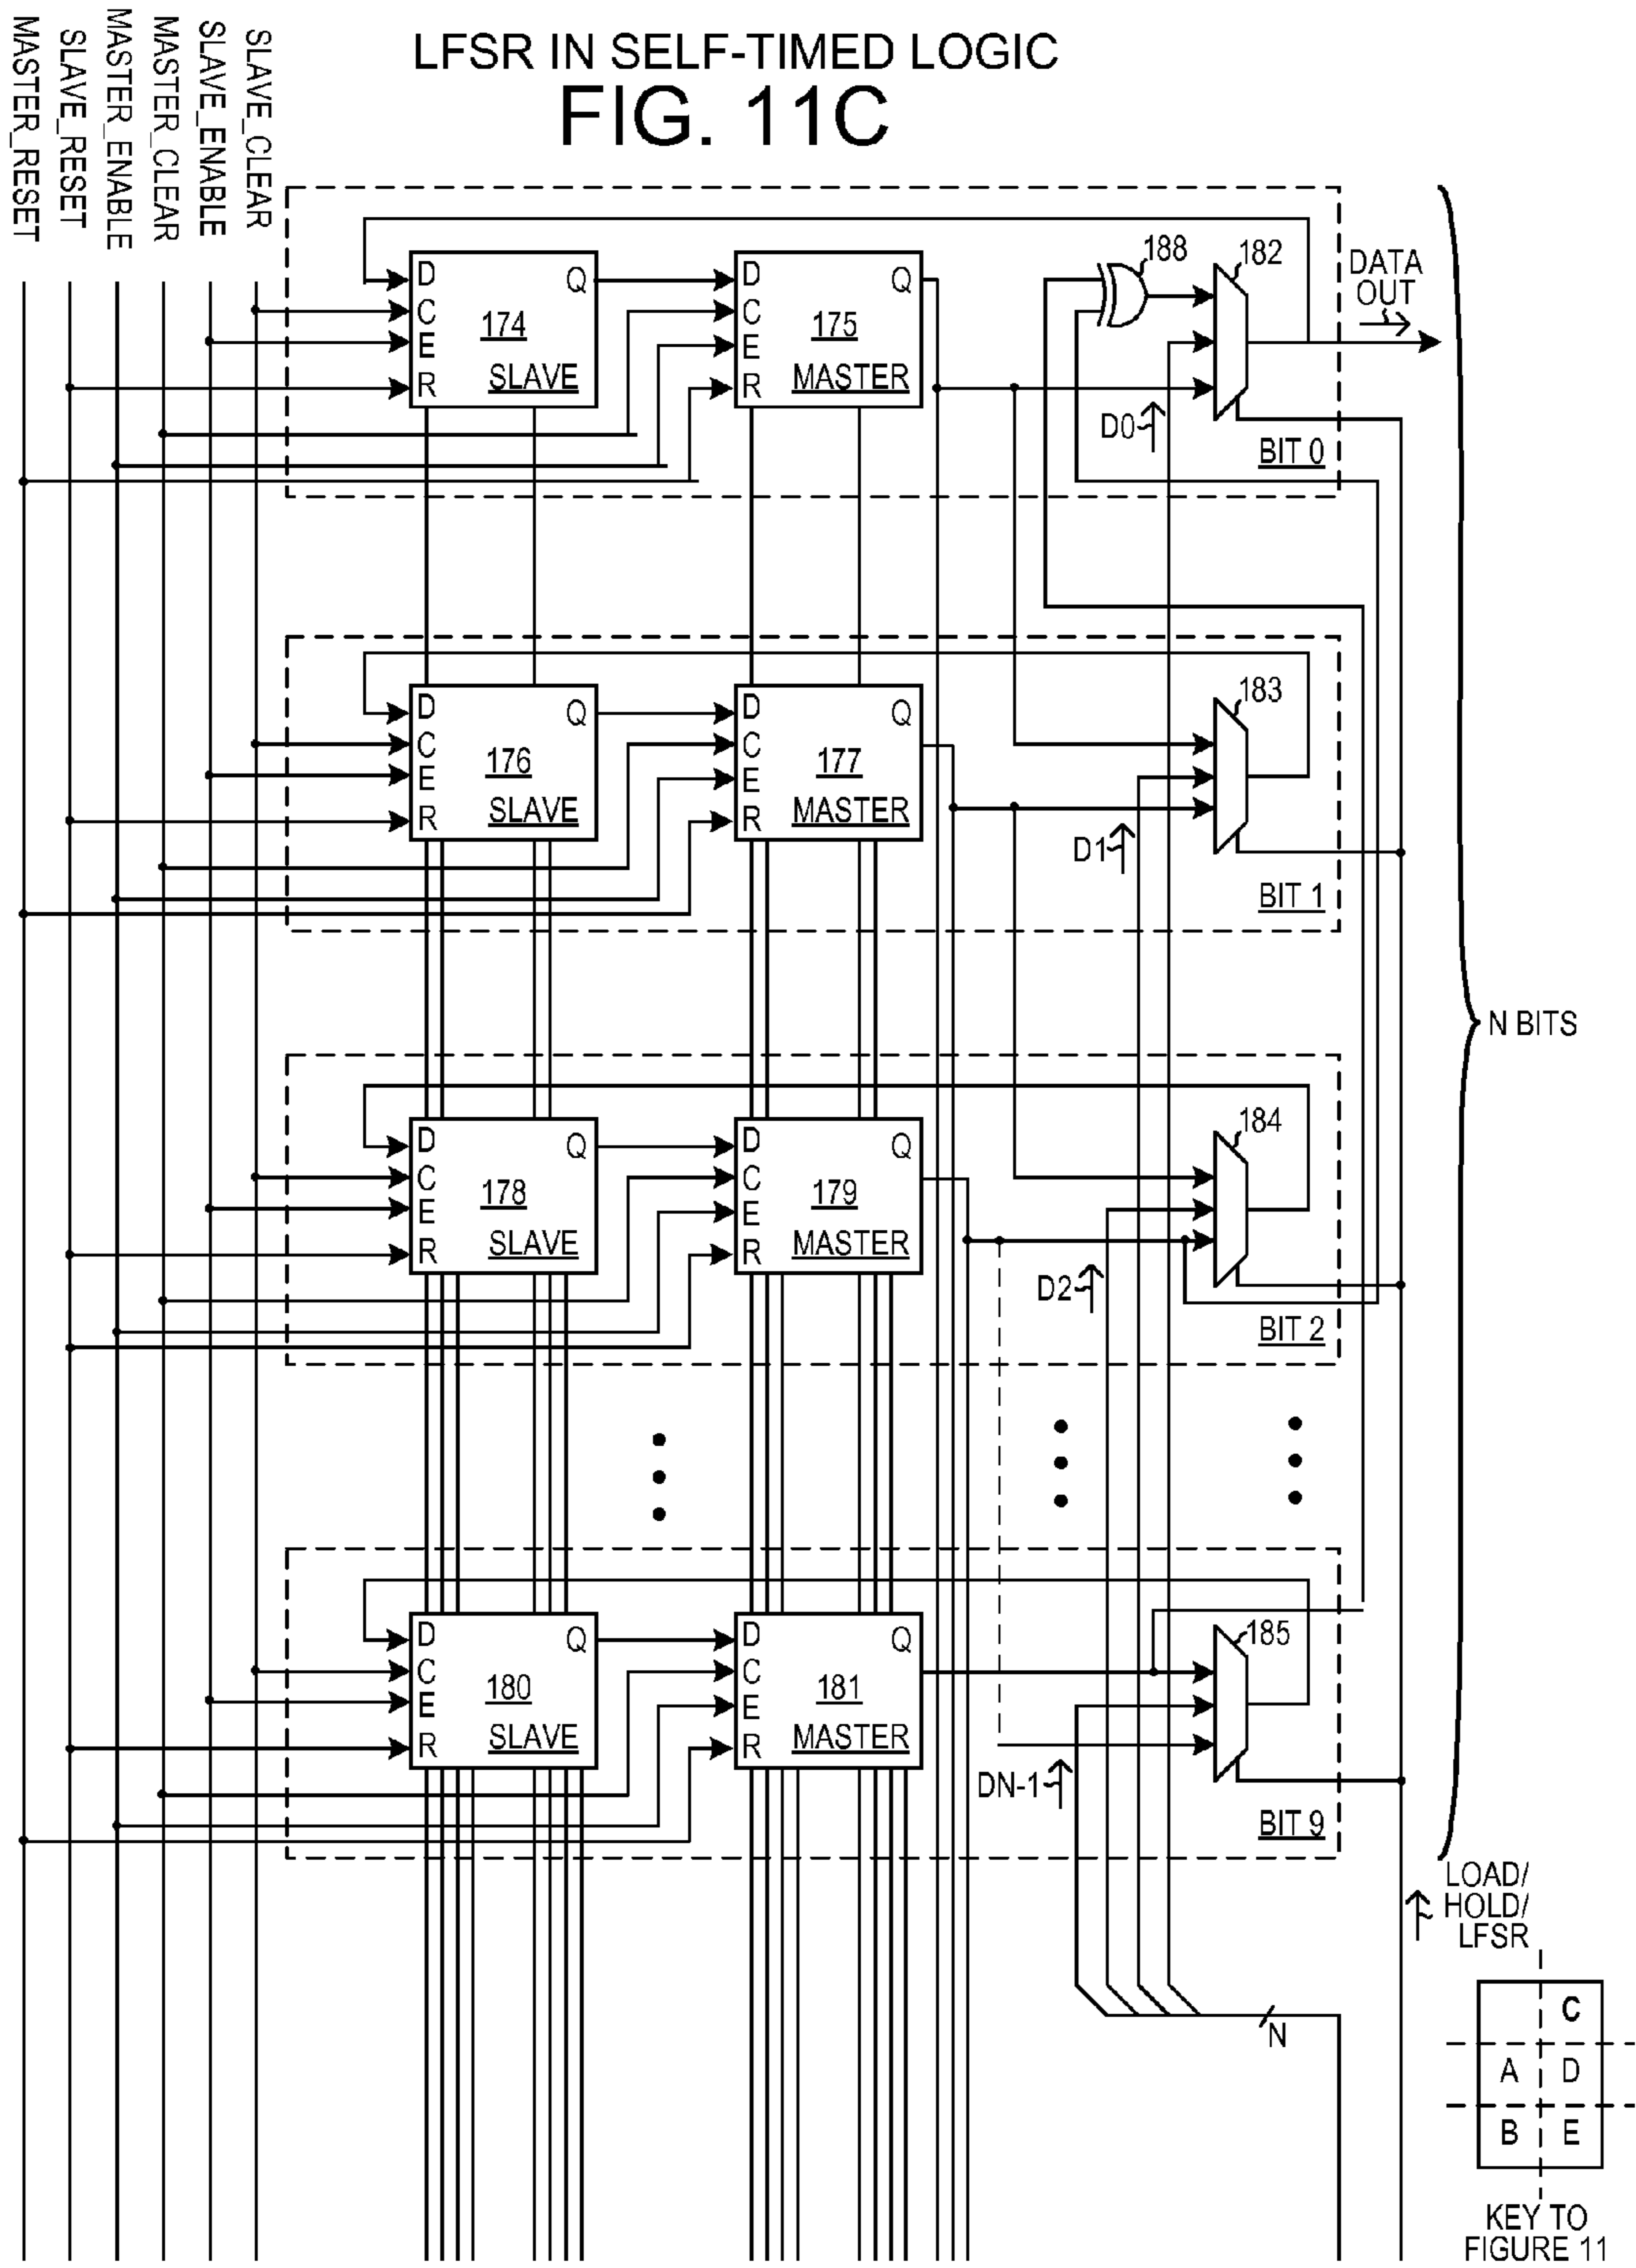 LFSR IN SELF-TIMED LOGIC
FIG. 11C
MASTER_RESET
SLAVE_RESET
MASTER_ENABLE
MASTER_CLEAR
SLAVE_ENABLE
SLAVE_CLEAR
D
C
E
R
Q
174
SLAVE
D
C
E
R
Q
175
MASTER
188
182
DATA
OUT
D0
BIT 0
D
C
E
R
Q
176
SLAVE
D
C
E
R
Q
177
MASTER
183
D1
BIT 1
N BITS
D
C
E
R
Q
178
SLAVE
D
C
E
R
Q
179
MASTER
184
D2
BIT 2
D
C
E
R
Q
180
SLAVE
D
C
E
R
Q
181
MASTER
185
DN-1
BIT 9
LOAD/
HOLD/
LFSR
N
C
A D
B E
KEY TO
FIGURE 11